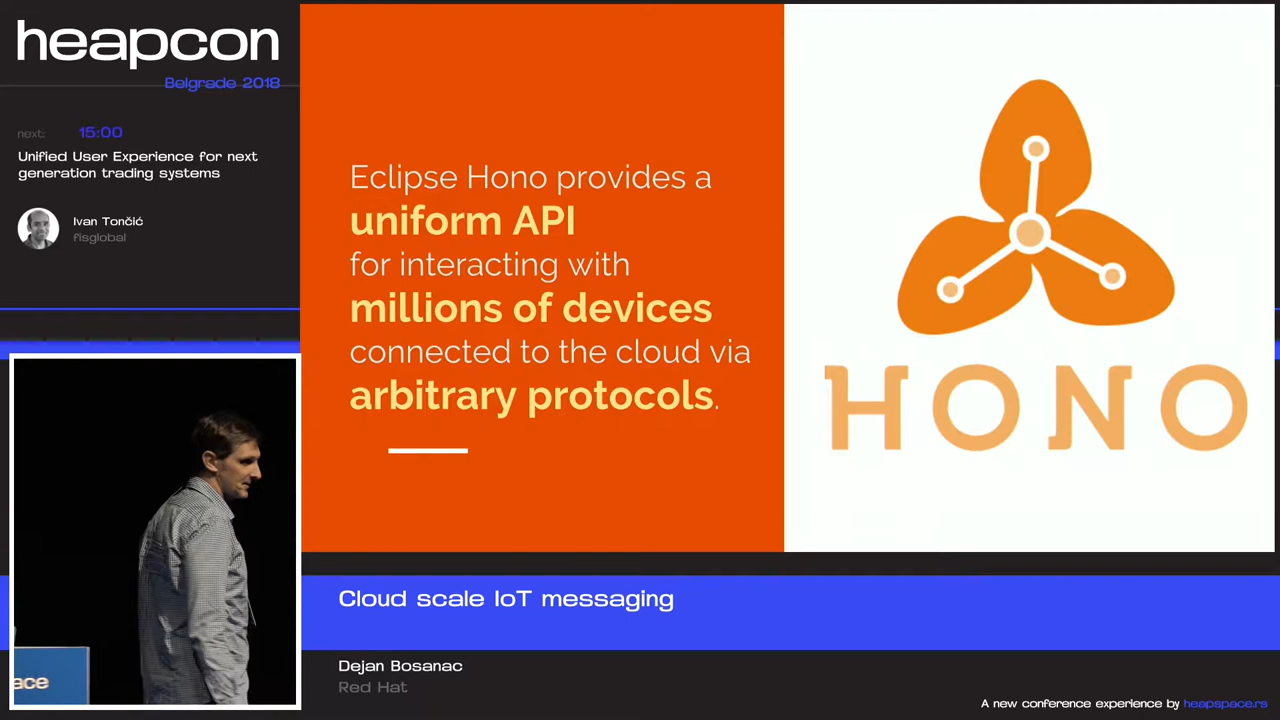 heapcon
Belgrade 2018
next: 15:00
Unified User Experience for next
generation trading systems
Ivan Tončić
fisglobal
Eclipse Hono provides a
uniform API
for interacting with
millions of devices
connected to the cloud via
arbitrary protocols.
HONO
ace
Cloud scale IoT messaging
Dejan Bosanac
Red Hat
A new conference experience by heapspace.rs